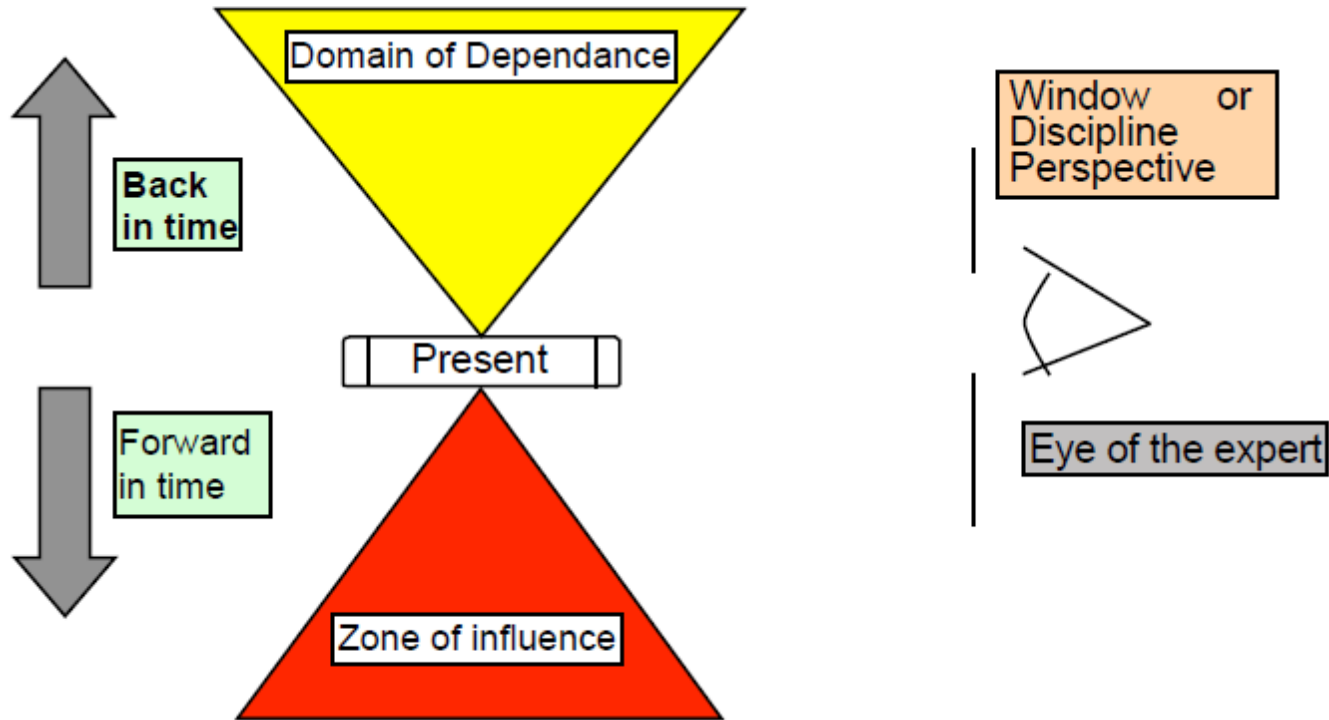 Domain of Dependance
Back
in time
Present
Forward
in time
Zone of influence
Window or
Discipline
Perspective
Eye of the expert